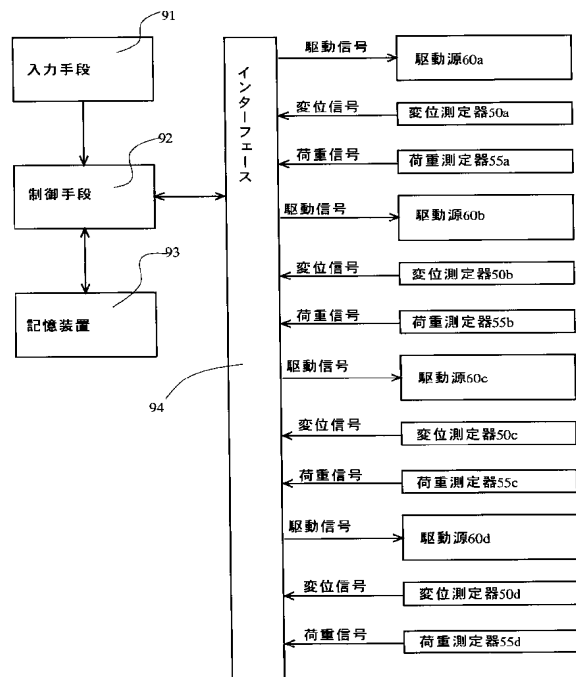 91
入力手段
92
制御手段
93
記憶装置
94
インターフェース
駆動信号
駆動源60a
変位信号
変位測定器50a
荷重信号
荷重測定器55a
駆動信号
駆動源60b
変位信号
変位測定器50b
荷重信号
荷重測定器55b
駆動信号
駆動源60c
変位信号
変位測定器50c
荷重信号
荷重測定器55c
駆動信号
駆動源60d
変位信号
変位測定器50d
荷重信号
荷重測定器55d